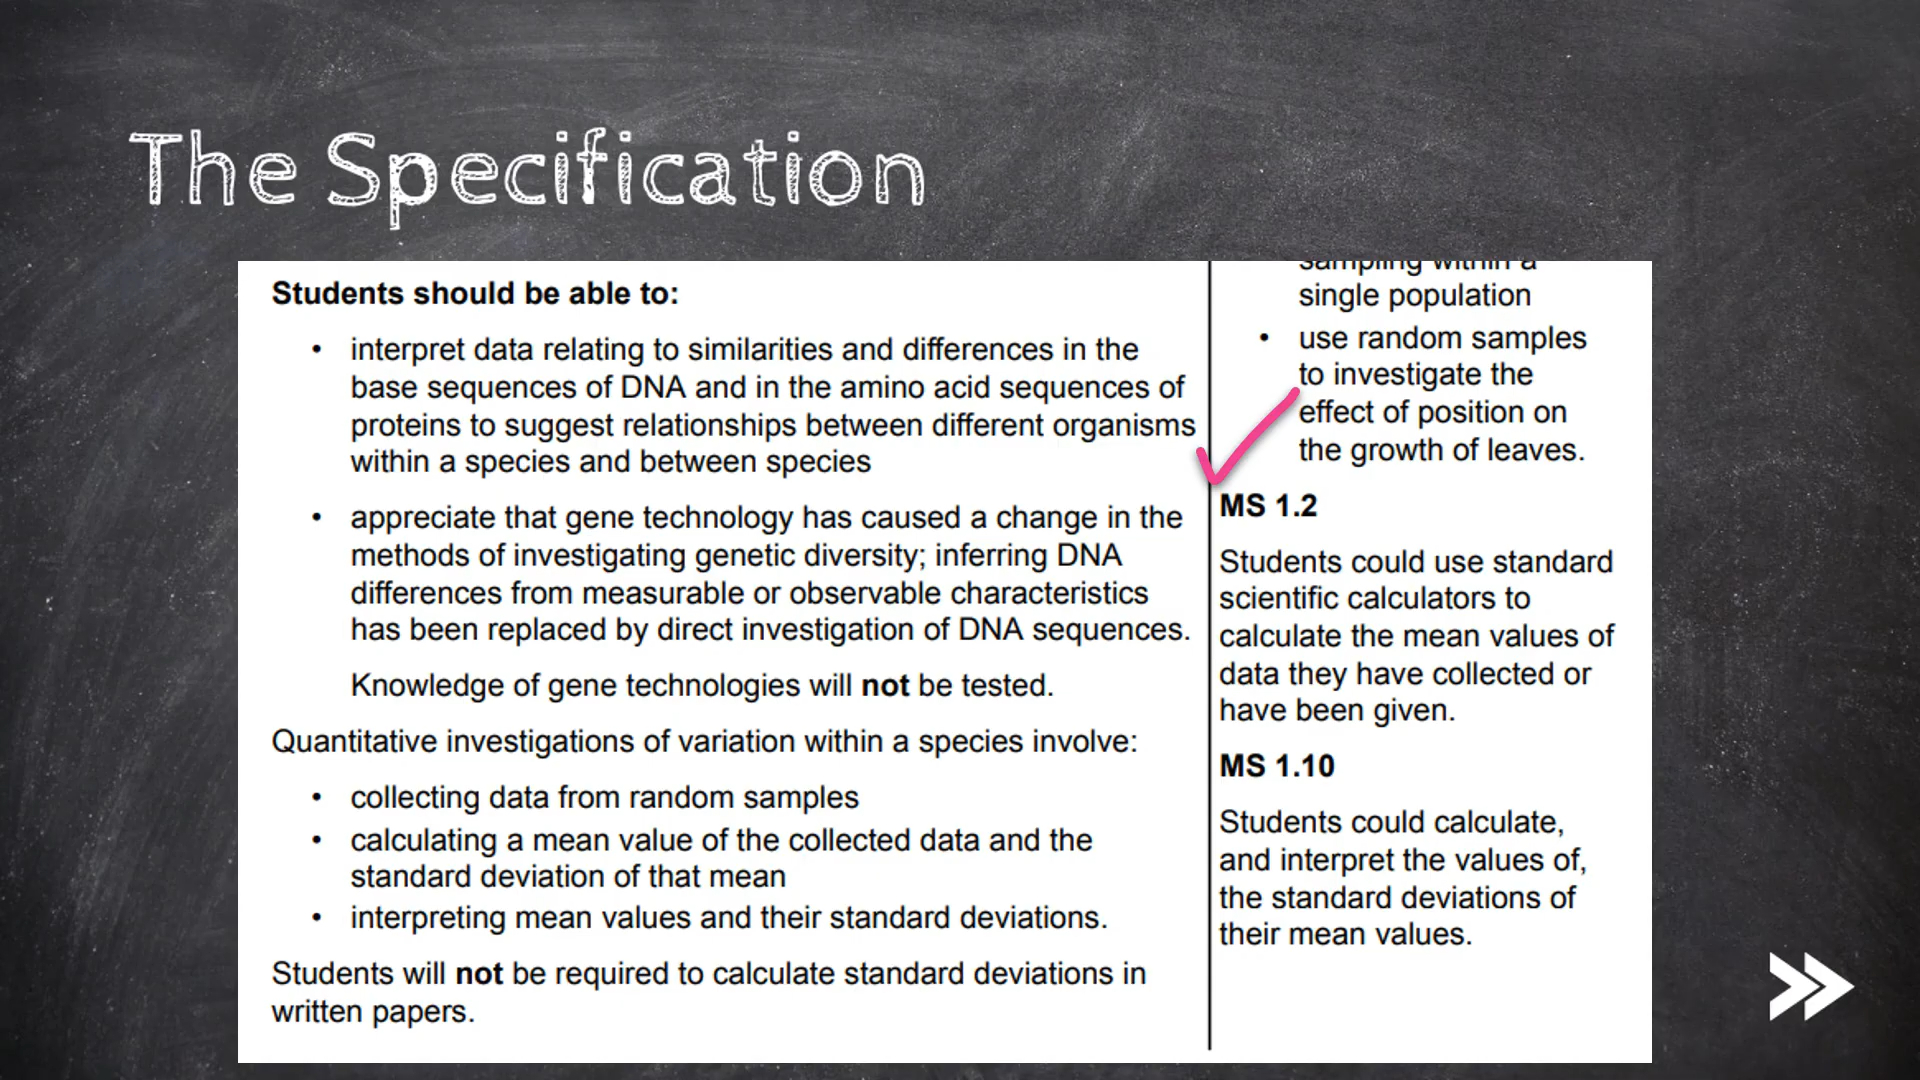 The Specification
Students should be able to:
• interpret data relating to similarities and differences in the
base sequences of DNA and in the amino acid sequences of
proteins to suggest relationships between different organisms
within a species and between species
• appreciate that gene technology has caused a change in the
methods of investigating genetic diversity; inferring DNA
differences from measurable or observable characteristics
has been replaced by direct investigation of DNA sequences.
Knowledge of gene technologies will not be tested.
Quantitative investigations of variation within a species involve:
• collecting data from random samples
• calculating a mean value of the collected data and the
standard deviation of that mean
• interpreting mean values and their standard deviations.
Students will not be required to calculate standard deviations in
written papers.
sampling within a
single population
• use random samples
to investigate the
effect of position on
the growth of leaves.
MS 1.2
Students could use standard
scientific calculators to
calculate the mean values of
data they have collected or
have been given.
MS 1.10
Students could calculate,
and interpret the values of,
the standard deviations of
their mean values.